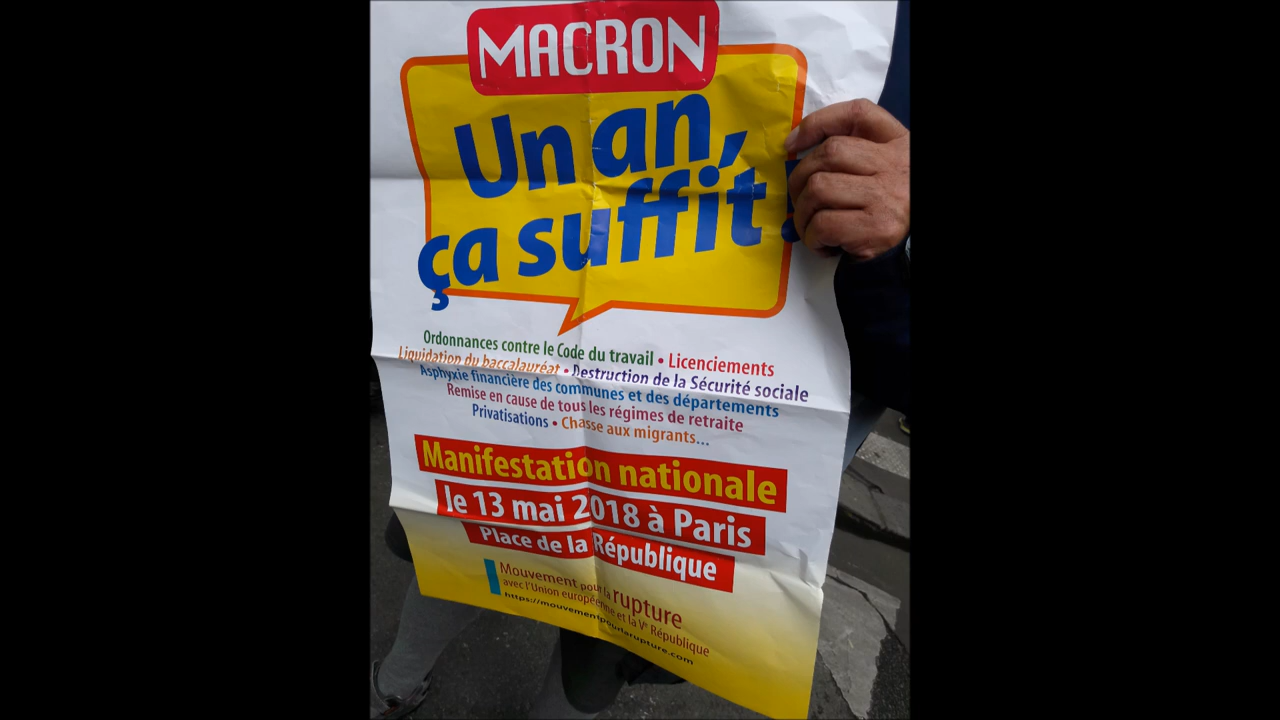 MACRON
Un an,
ça suffit !
Ordonnances contre le Code du travail • Licenciements
Liquidation du baccalauréat • Destruction de la Sécurité sociale
Asphyxie financière des communes et des départements
Remise en cause de tous les régimes de retraite
Privatisations • Chasse aux migrants...
Manifestation nationale
le 13 mai 2018 à Paris
Place de la République
Mouvement pour la rupture
avec l'Union européenne et la Ve République
https://mouvementpourlarupture.com